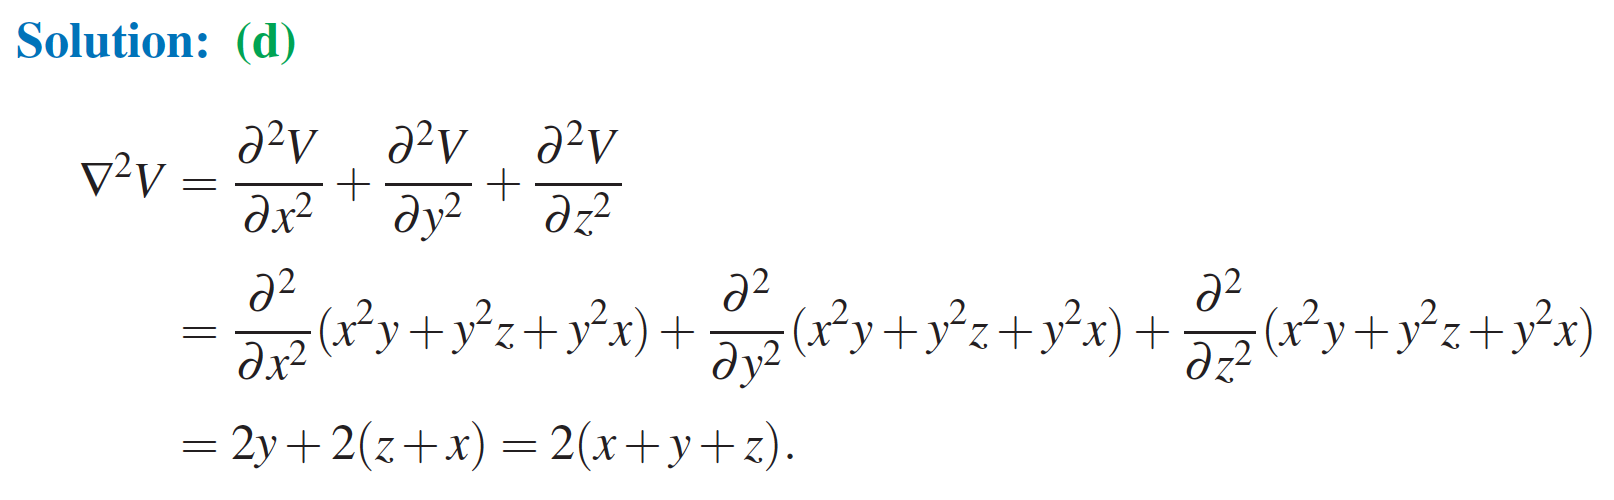 Solution: (d)
∇²V = ∂²V/∂x² + ∂²V/∂y² + ∂²V/∂z²
= ∂²/∂x² (x²y + y²z + y²x) + ∂²/∂y² (x²y + y²z + y²x) + ∂²/∂z² (x²y + y²z + y²x)
= 2y + 2(z + x) = 2(x + y + z).